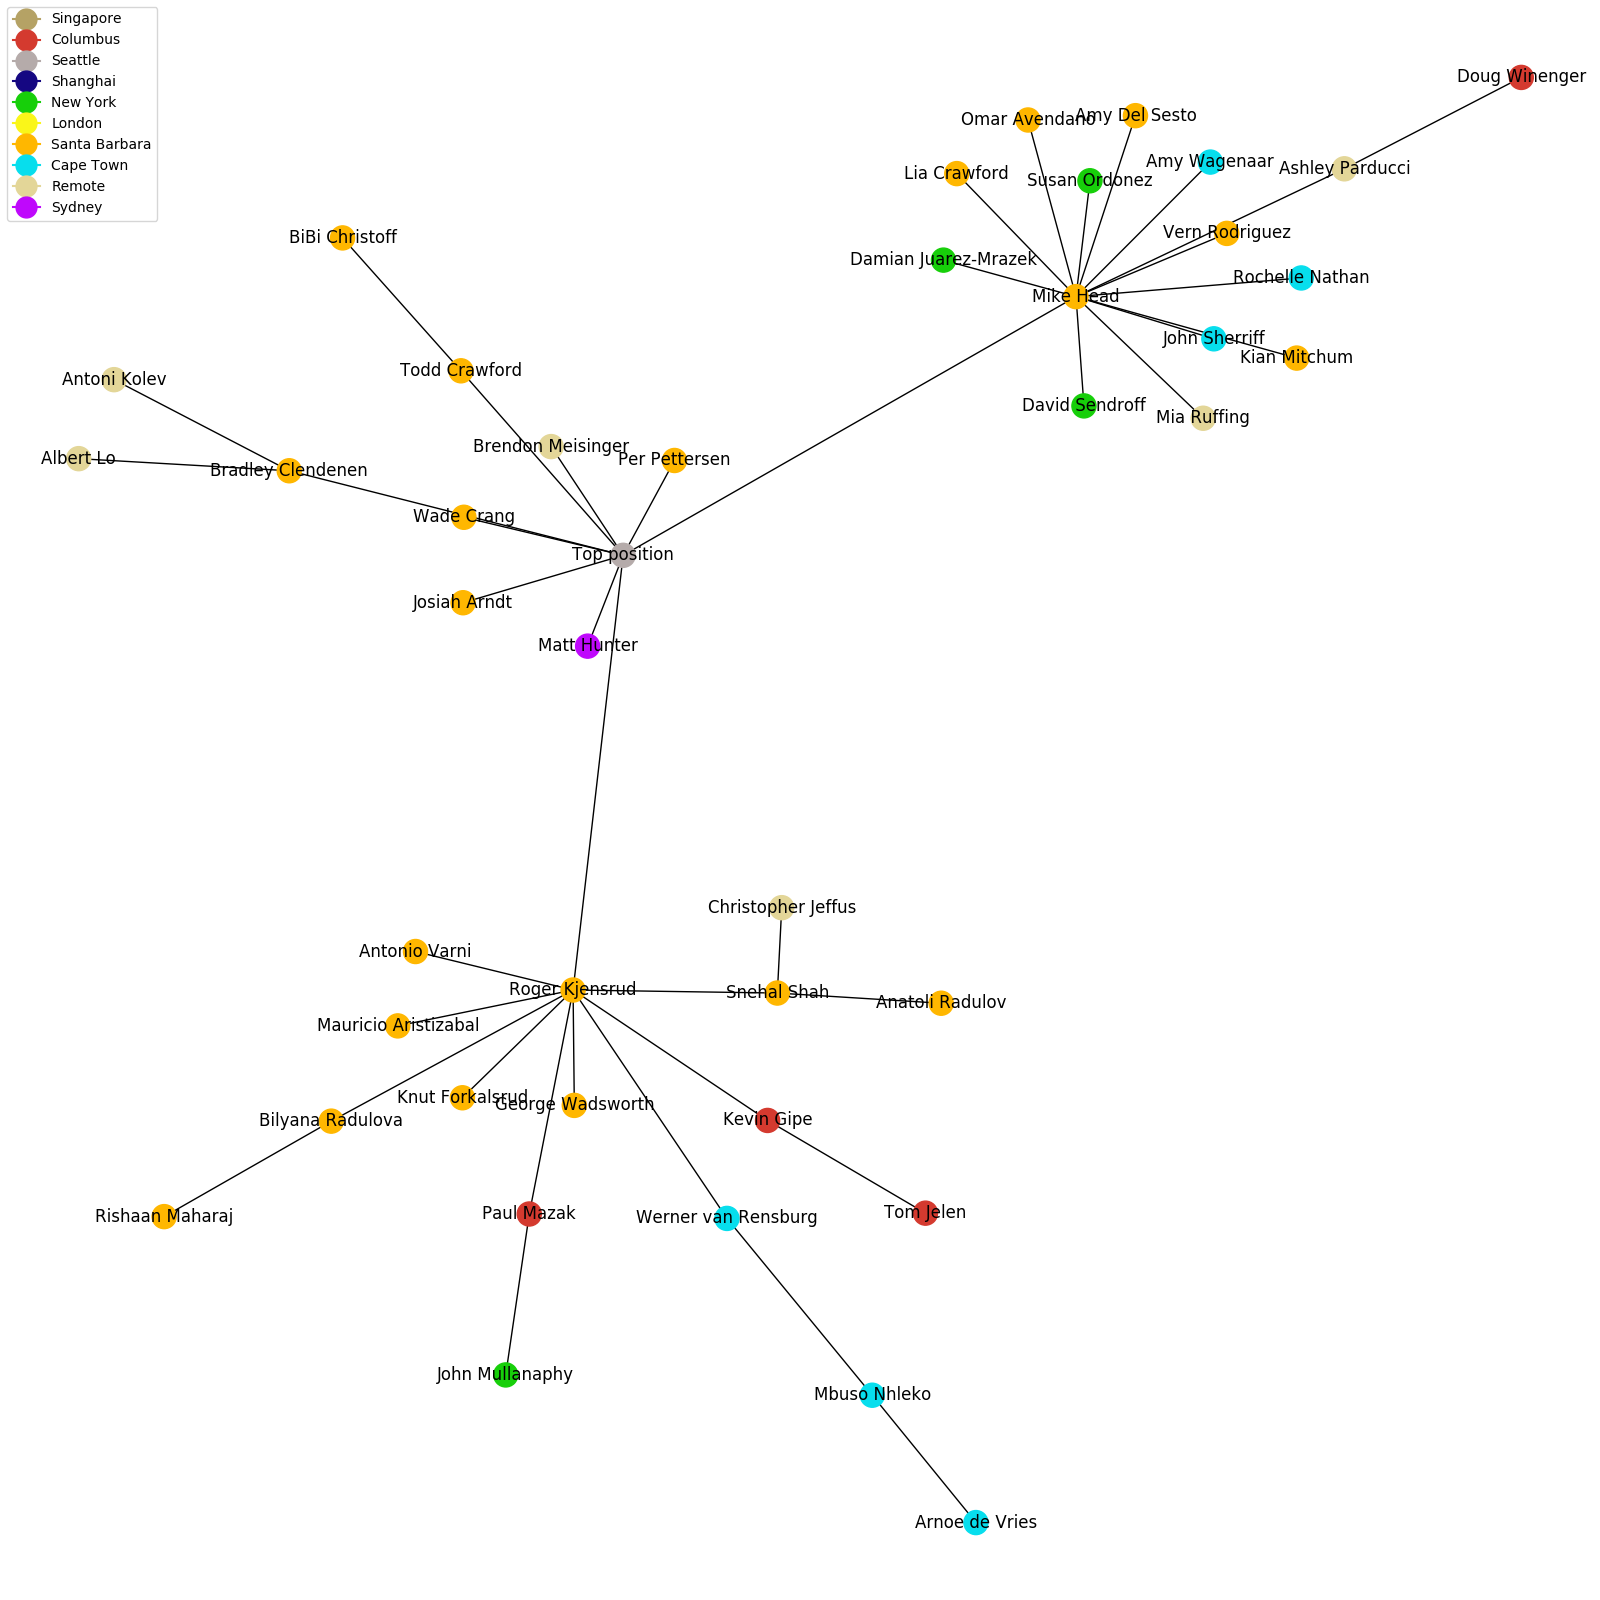 Singapore
Columbus
Seattle
Shanghai
New York
London
Santa Barbara
Cape Town
Remote
Sydney
Doug Winenger
Omar Avendano
Amy Del Sesto
Amy Wagenaar
Ashley Parducci
Lia Crawford
Susan Ordonez
Vern Rodriguez
BiBi Christoff
Damian Juarez-Mrazek
Rochelle Nathan
Mike Head
John Sherriff
Kian Mitchum
Todd Crawford
Antoni Kolev
David Sendroff
Mia Ruffing
Brendon Meisinger
Per Pettersen
Albert Lo
Bradley Clendenen
Wade Crang
Top position
Josiah Arndt
Matt Hunter
Christopher Jeffus
Antonio Varni
Roger Kjensrud
Snehal Shah
Anatoli Radulov
Mauricio Aristizabal
Knut Forkalsrud
George Wadsworth
Bilyana Radulova
Kevin Gipe
Rishaan Maharaj
Paul Mazak
Werner van Rensburg
Tom Jelen
John Mullanaphy
Mbuso Nhleko
Arnoe de Vries